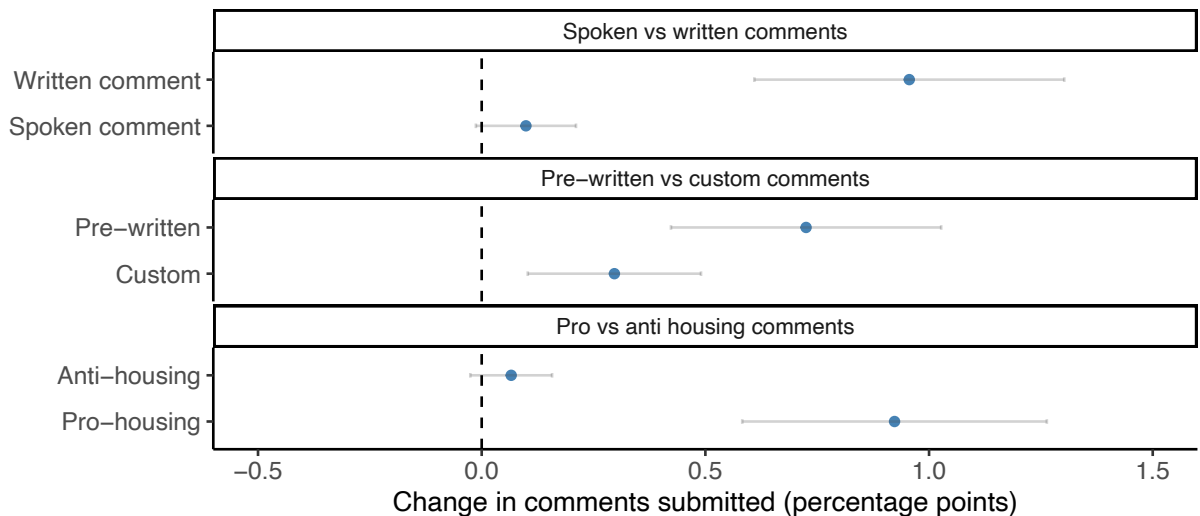 Spoken vs written comments
Written comment
Spoken comment
Pre−written vs custom comments
Pre−written
Custom
Pro vs anti housing comments
Anti−housing
Pro−housing
−0.5 0.0 0.5 1.0 1.5
Change in comments submitted (percentage points)